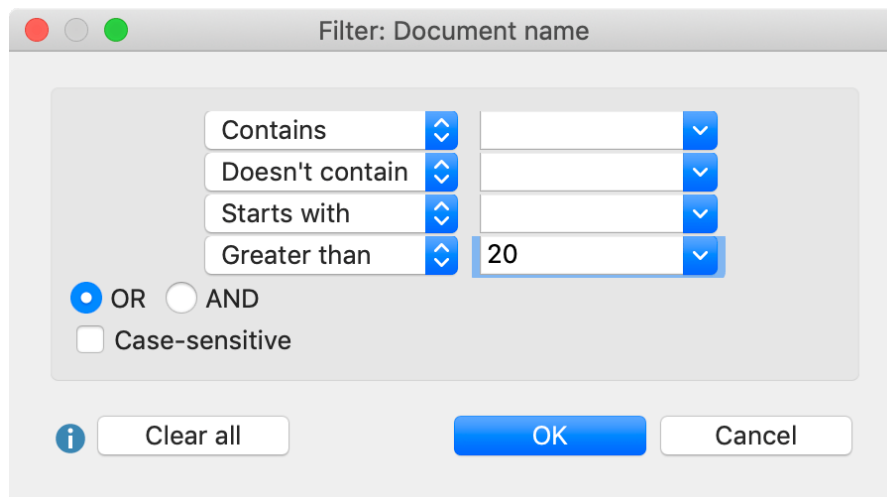 Filter: Document name
Contains
Doesn't contain
Starts with
Greater than 20
OR AND
Case-sensitive
Clear all OK Cancel